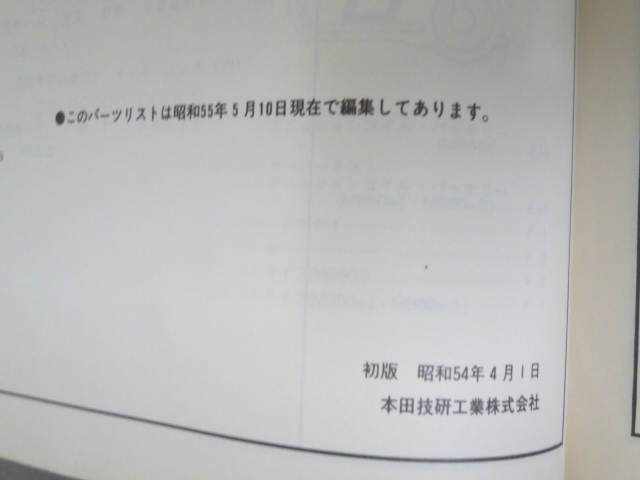 ●このパーツリストは昭和55年5月10日現在で編集してあります。
初版 昭和54年4月1日
本田技研工業株式会社